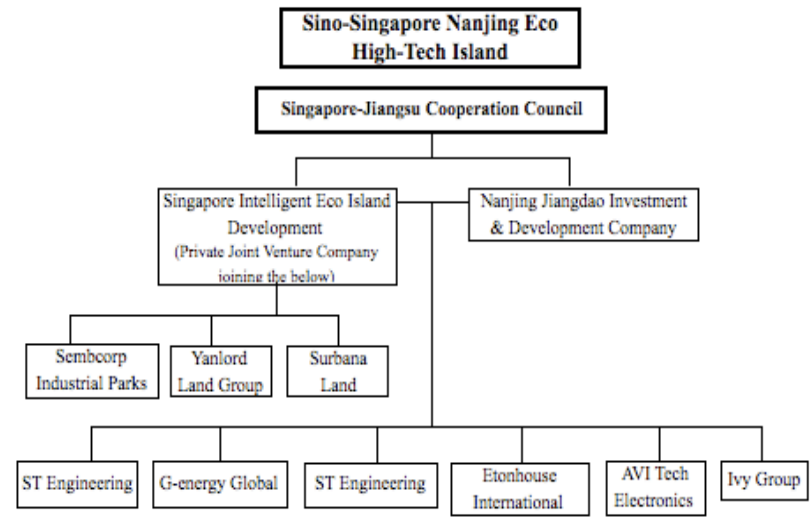 Sino-Singapore Nanjing Eco
High-Tech Island
Singapore-Jiangsu Cooperation Council
Singapore Intelligent Eco Island
Development
(Private Joint Venture Company
joining the below)
Nanjing Jiangdao Investment
& Development Company
Sembcorp
Industrial Parks
Yanlord
Land Group
Surbana
Land
ST Engineering
G-energy Global
ST Engineering
Etonhouse
International
AVI Tech
Electronics
Ivy Group